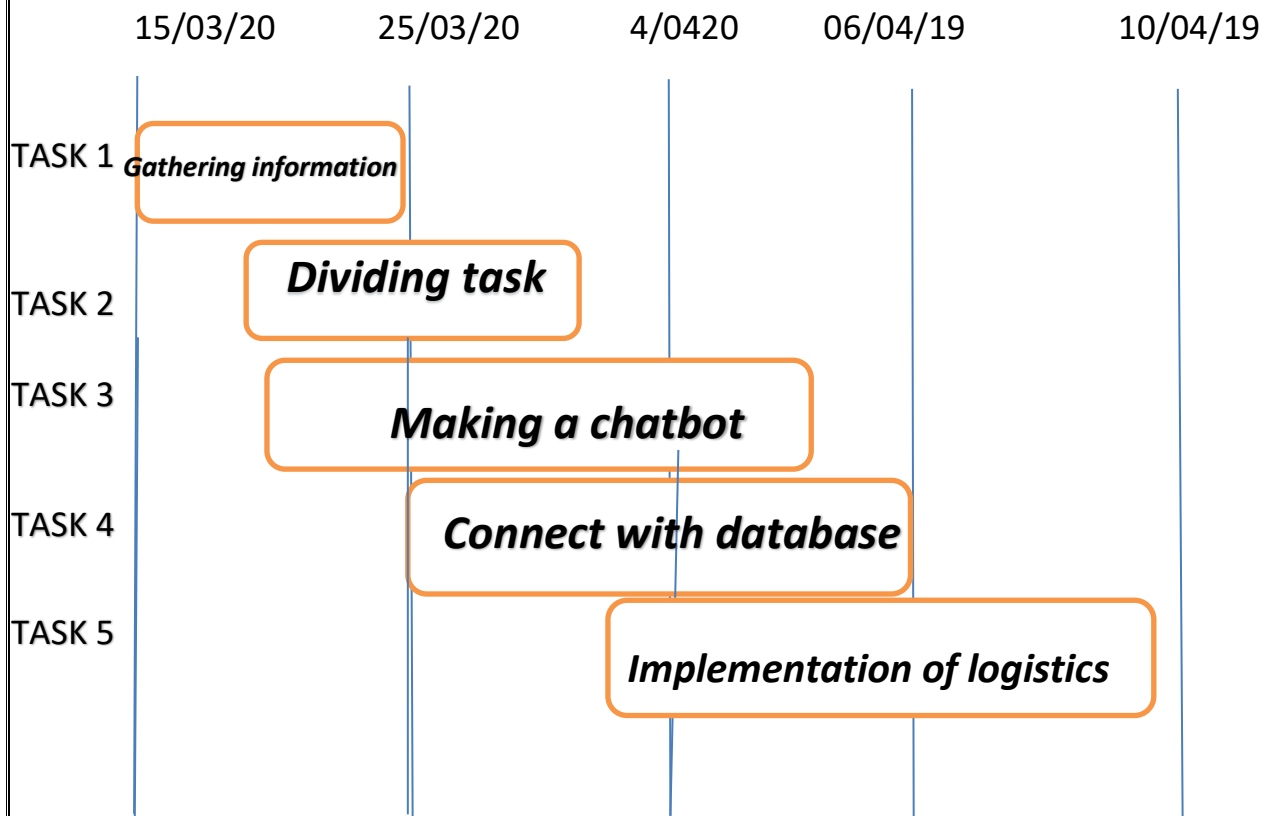 15/03/20 25/03/20 4/0420 06/04/19 10/04/19
TASK 1 Gathering information
TASK 2 Dividing task
TASK 3 Making a chatbot
TASK 4 Connect with database
TASK 5 Implementation of logistics